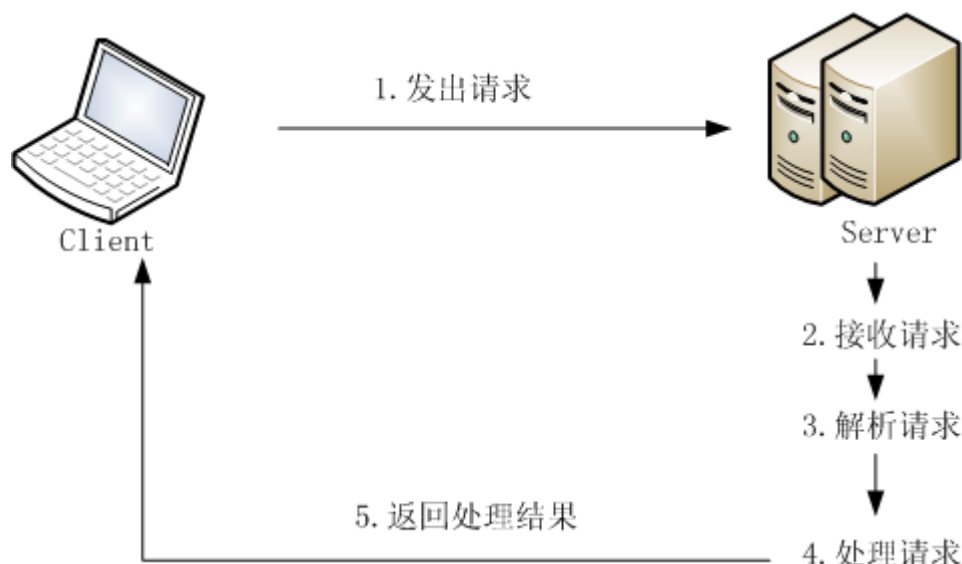 1. 发出请求
Client
Server
2. 接收请求
3. 解析请求
5. 返回处理结果
4. 处理请求